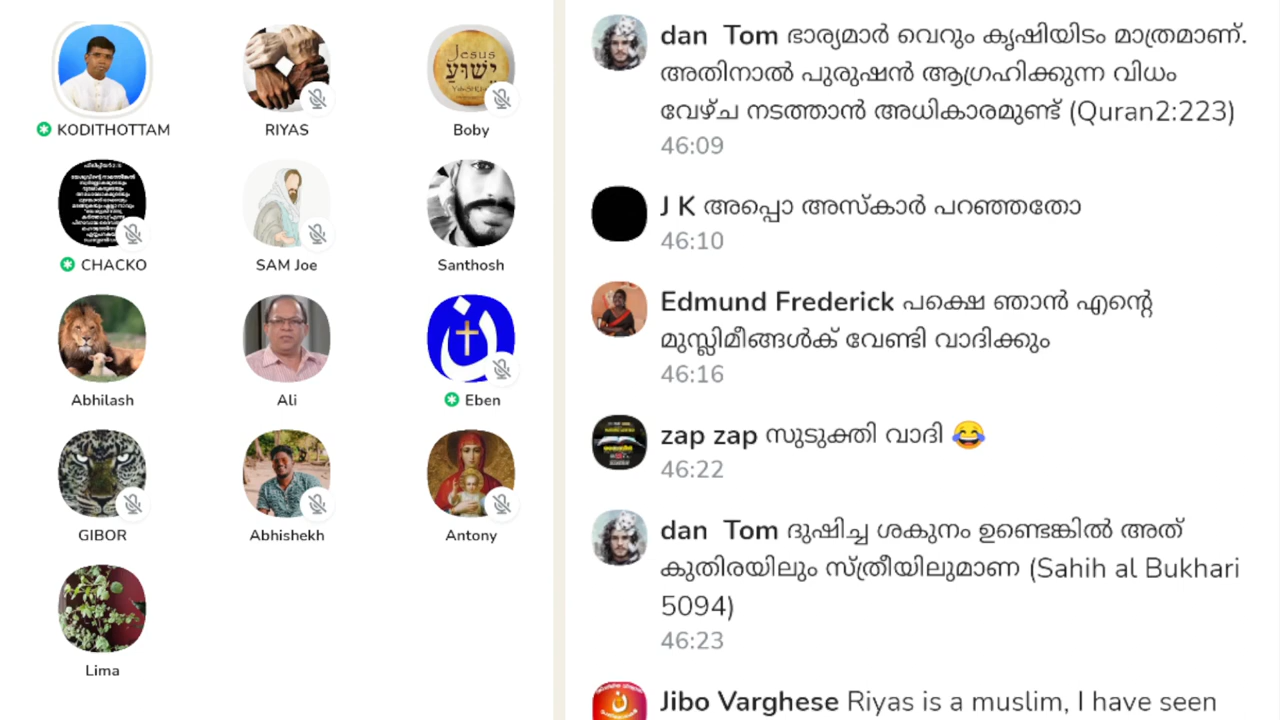 Jesus
ישוע
KODITHOTTAM
RIYAS
Boby
CHACKO
SAM Joe
Santhosh
Abhilash
Ali
Eben
GIBOR
Abhishekh
Antony
Lima
dan Tom ഭാര്യമാർ വെറും കൃഷിയിടം മാത്രമാണ്.
അതിനാൽ പുരുഷൻ ആഗ്രഹിക്കുന്ന വിധം
വേഴ്ച നടത്താൻ അധികാരമുണ്ട് (Quran2:223)
46:09
J K അപ്പൊ അസ്കാർ പറഞ്ഞതോ
46:10
Edmund Frederick പക്ഷെ ഞാൻ എന്റെ
മുസ്ലിമീങ്ങൾക് വേണ്ടി വാദിക്കും
46:16
zap zap സുടുക്തി വാദി 😂
46:22
dan Tom ദുഷിച്ച ശകുനം ഉണ്ടെങ്കിൽ അത്
കുതിരയിലും സ്ത്രീയിലുമാണ (Sahih al Bukhari
5094)
46:23
Jibo Varghese Riyas is a muslim, I have seen